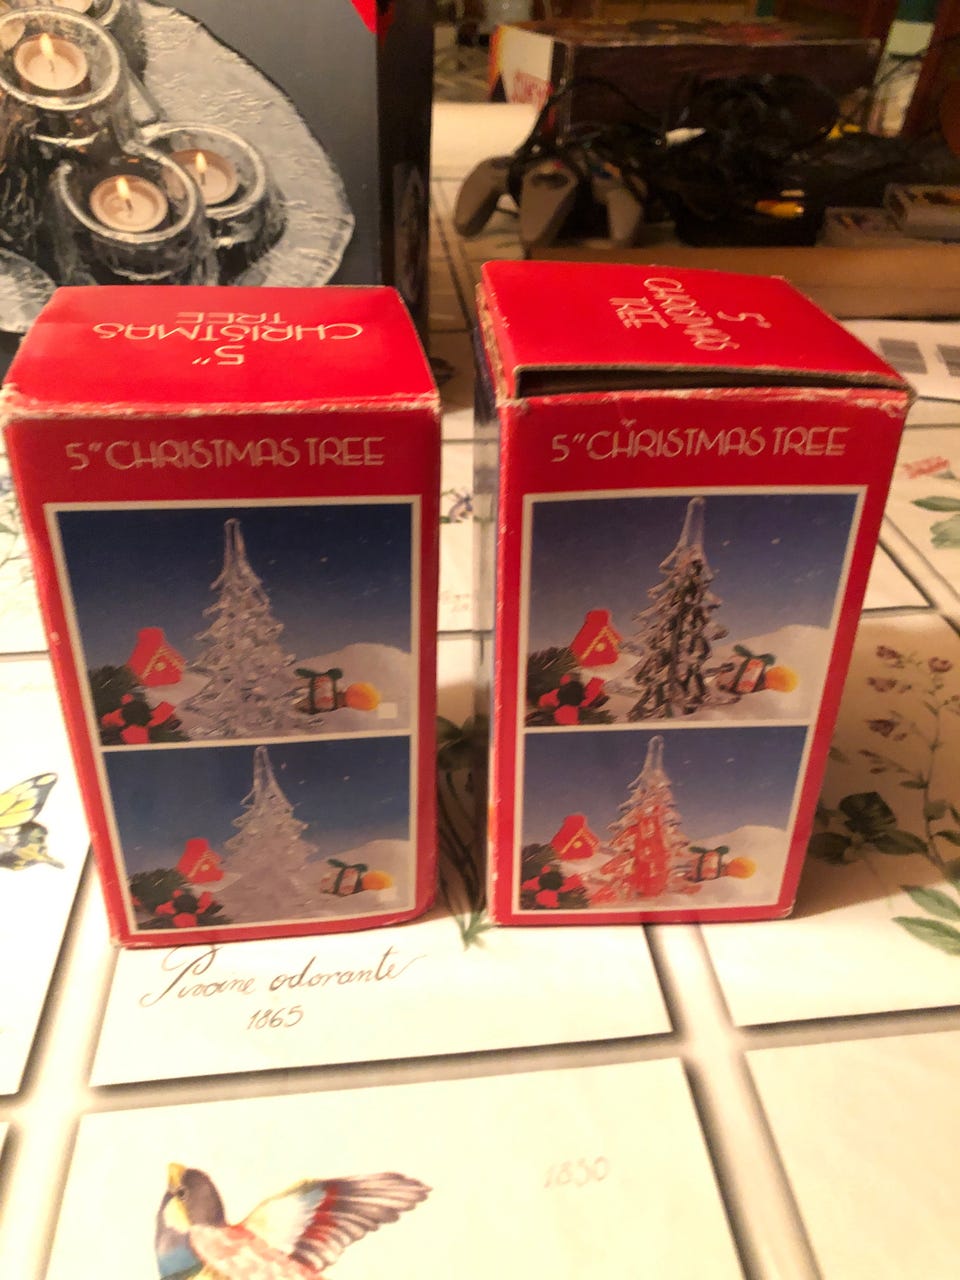 5"
CHRISTMAS
TREE
5" CHRISTMAS TREE
5"
CHRISTMAS
TREE
5" CHRISTMAS TREE
Pivoine odorante
1865
1830